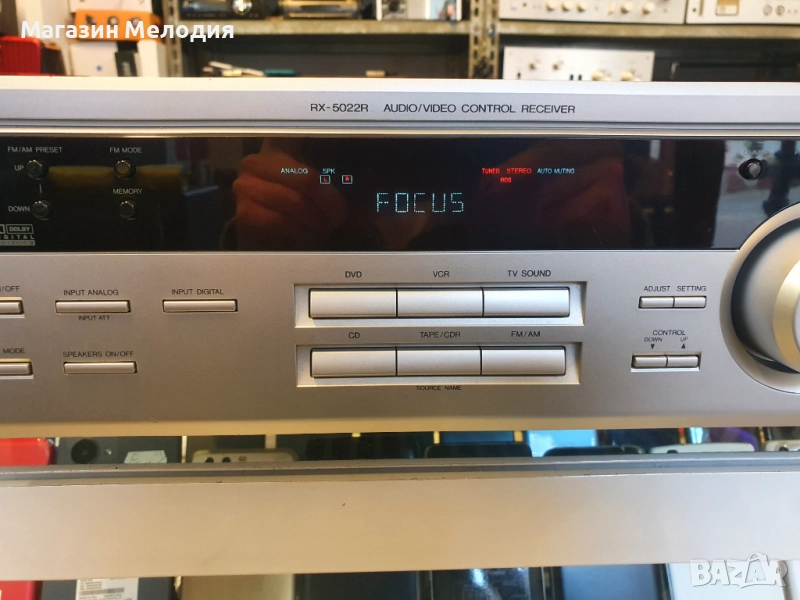 Магазин Мелодия
RX-5022R AUDIO/VIDEO CONTROL RECEIVER
FM/AM PRESET
FM MODE
UP
MEMORY
DOWN
DOLBY
DIGITAL
ANALOG SPK
L R
TUNED STEREO AUTO MUTING
RDS
FOCUS
/OFF
INPUT ANALOG
INPUT DIGITAL
INPUT ATT
DVD VCR TV SOUND
ADJUST SETTING
MODE
SPEAKERS ON/OFF
CD TAPE/CDR FM/AM
SOURCE NAME
CONTROL
DOWN UP
BAZAR